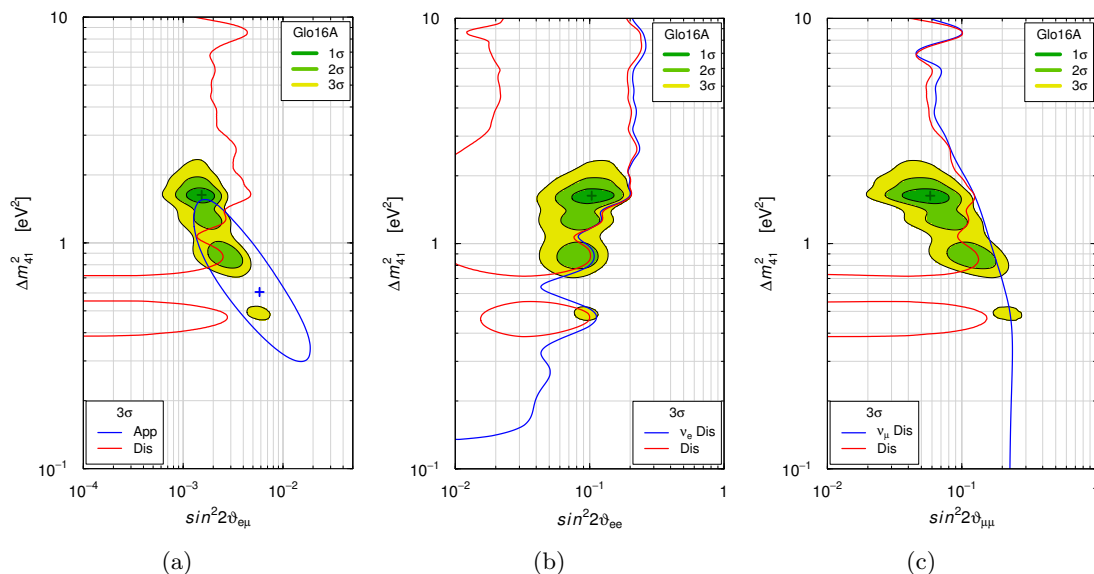 10
1
10⁻¹
Δm²₄₁ [eV²]
Glo16A
1σ
2σ
3σ
3σ
App
Dis
10⁻⁴
10⁻³
10⁻²
sin²2ϑₑμ
(a)
10
1
10⁻¹
Δm²₄₁ [eV²]
Glo16A
1σ
2σ
3σ
3σ
νₑ Dis
Dis
10⁻²
10⁻¹
1
sin²2ϑₑₑ
(b)
10
1
10⁻¹
Δm²₄₁ [eV²]
Glo16A
1σ
2σ
3σ
3σ
νμ Dis
Dis
10⁻²
10⁻¹
1
sin²2ϑμμ
(c)